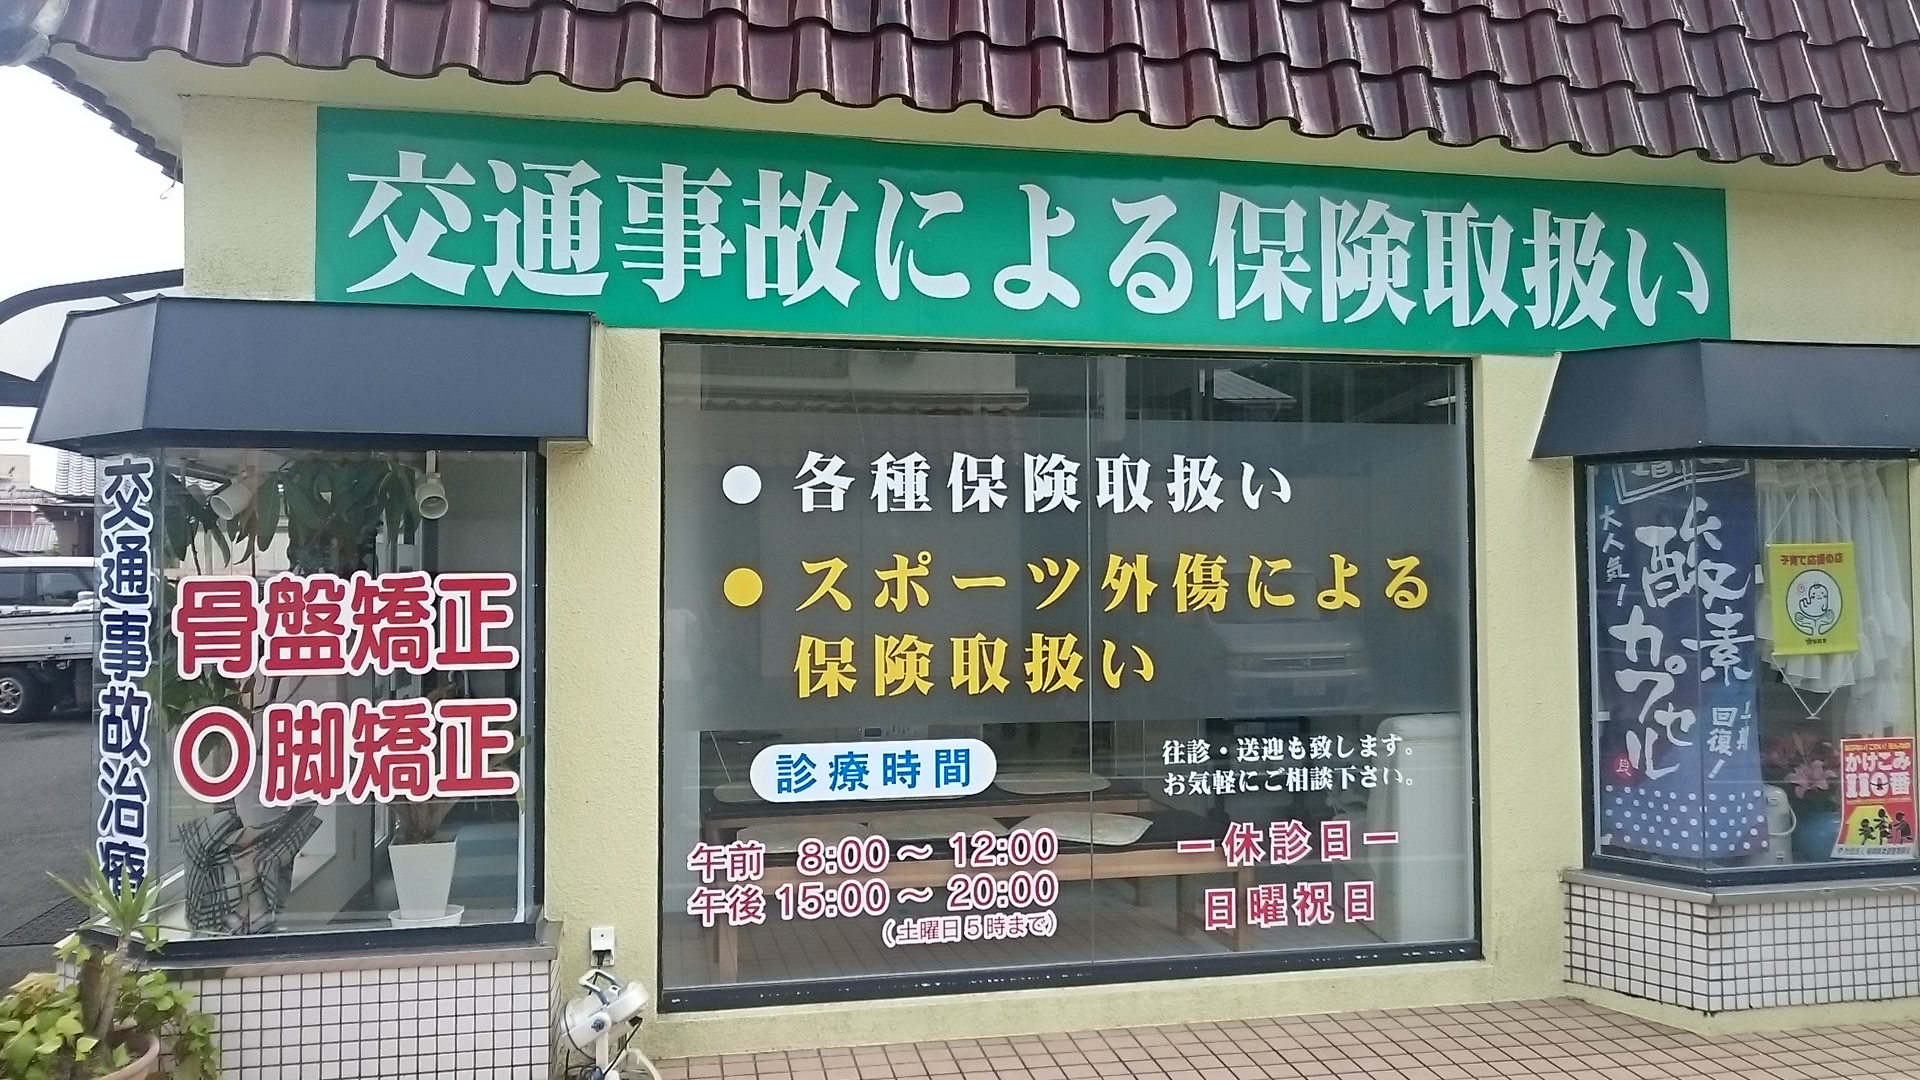 交通事故による保険取扱い
交通事故治療
骨盤矯正
O脚矯正
● 各種保険取扱い
● スポーツ外傷による
保険取扱い
診療時間
午前 8:00～12:00
午後 15:00～20:00
(土曜日5時まで)
往診・送迎も致します。
お気軽にご相談下さい。
ー休診日ー
日曜祝日
大人気!
酸素
カプセル
回復!
子育て応援の店
かけこみ
110番